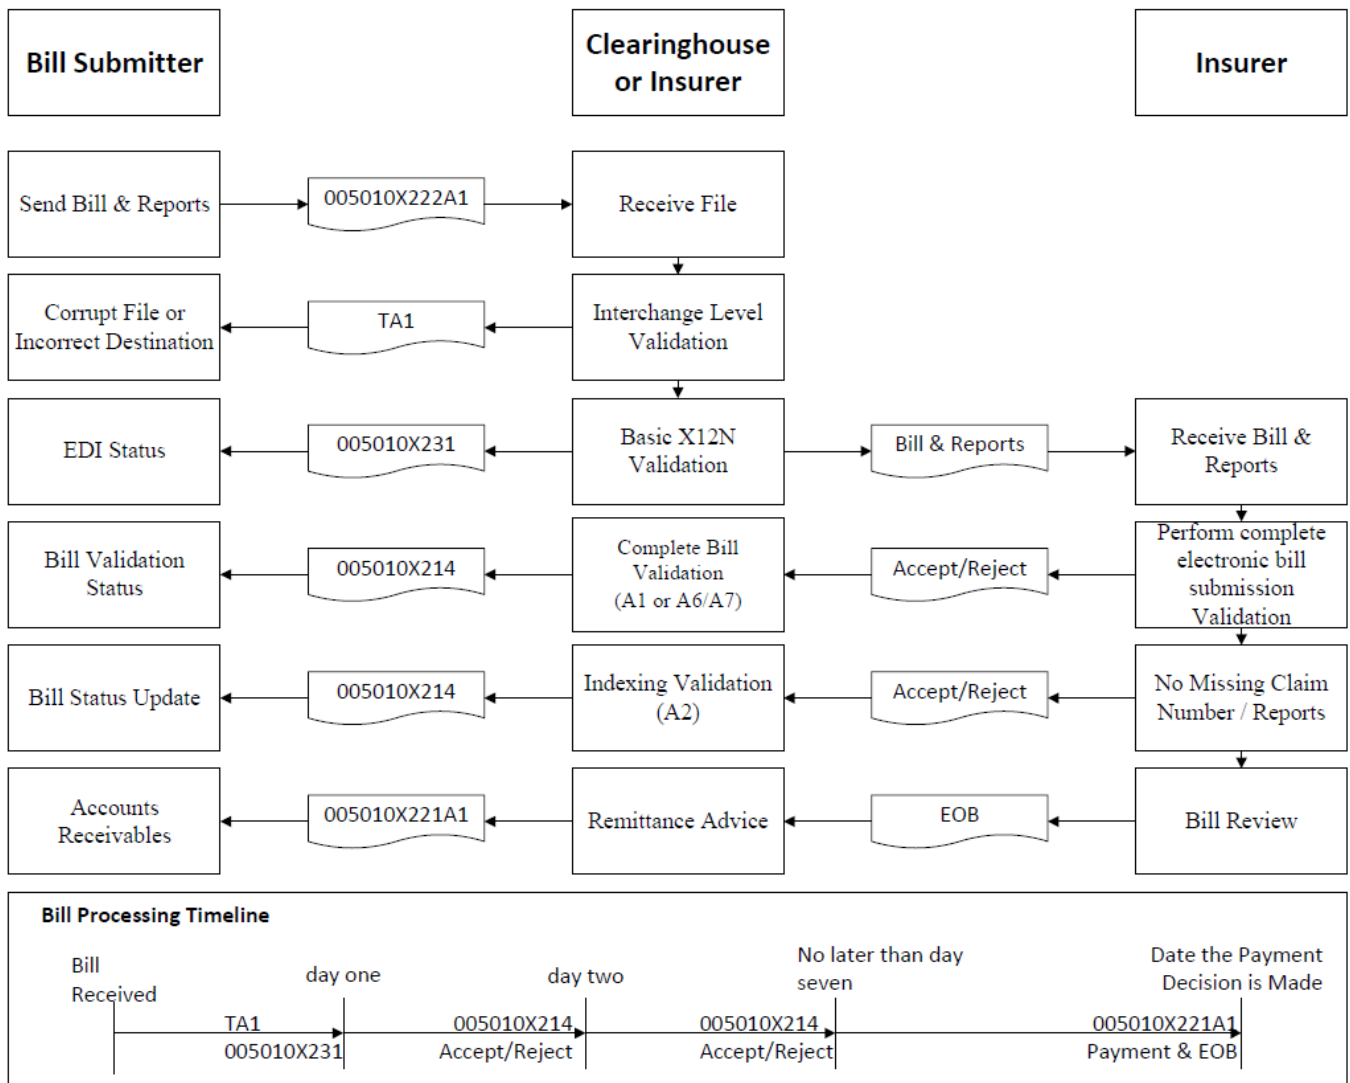 Bill Submitter
Clearinghouse
or Insurer
Insurer
Send Bill & Reports
005010X222A1
Receive File
Corrupt File or
Incorrect Destination
TA1
Interchange Level
Validation
EDI Status
005010X231
Basic X12N
Validation
Bill & Reports
Receive Bill &
Reports
Bill Validation
Status
005010X214
Complete Bill
Validation
(A1 or A6/A7)
Accept/Reject
Perform complete
electronic bill
submission
Validation
Bill Status Update
005010X214
Indexing Validation
(A2)
Accept/Reject
No Missing Claim
Number / Reports
Accounts
Receivables
005010X221A1
Remittance Advice
EOB
Bill Review
Bill Processing Timeline
Bill
Received
day one
day two
No later than day
seven
Date the Payment
Decision is Made
TA1
005010X231
005010X214
Accept/Reject
005010X214
Accept/Reject
005010X221A1
Payment & EOB